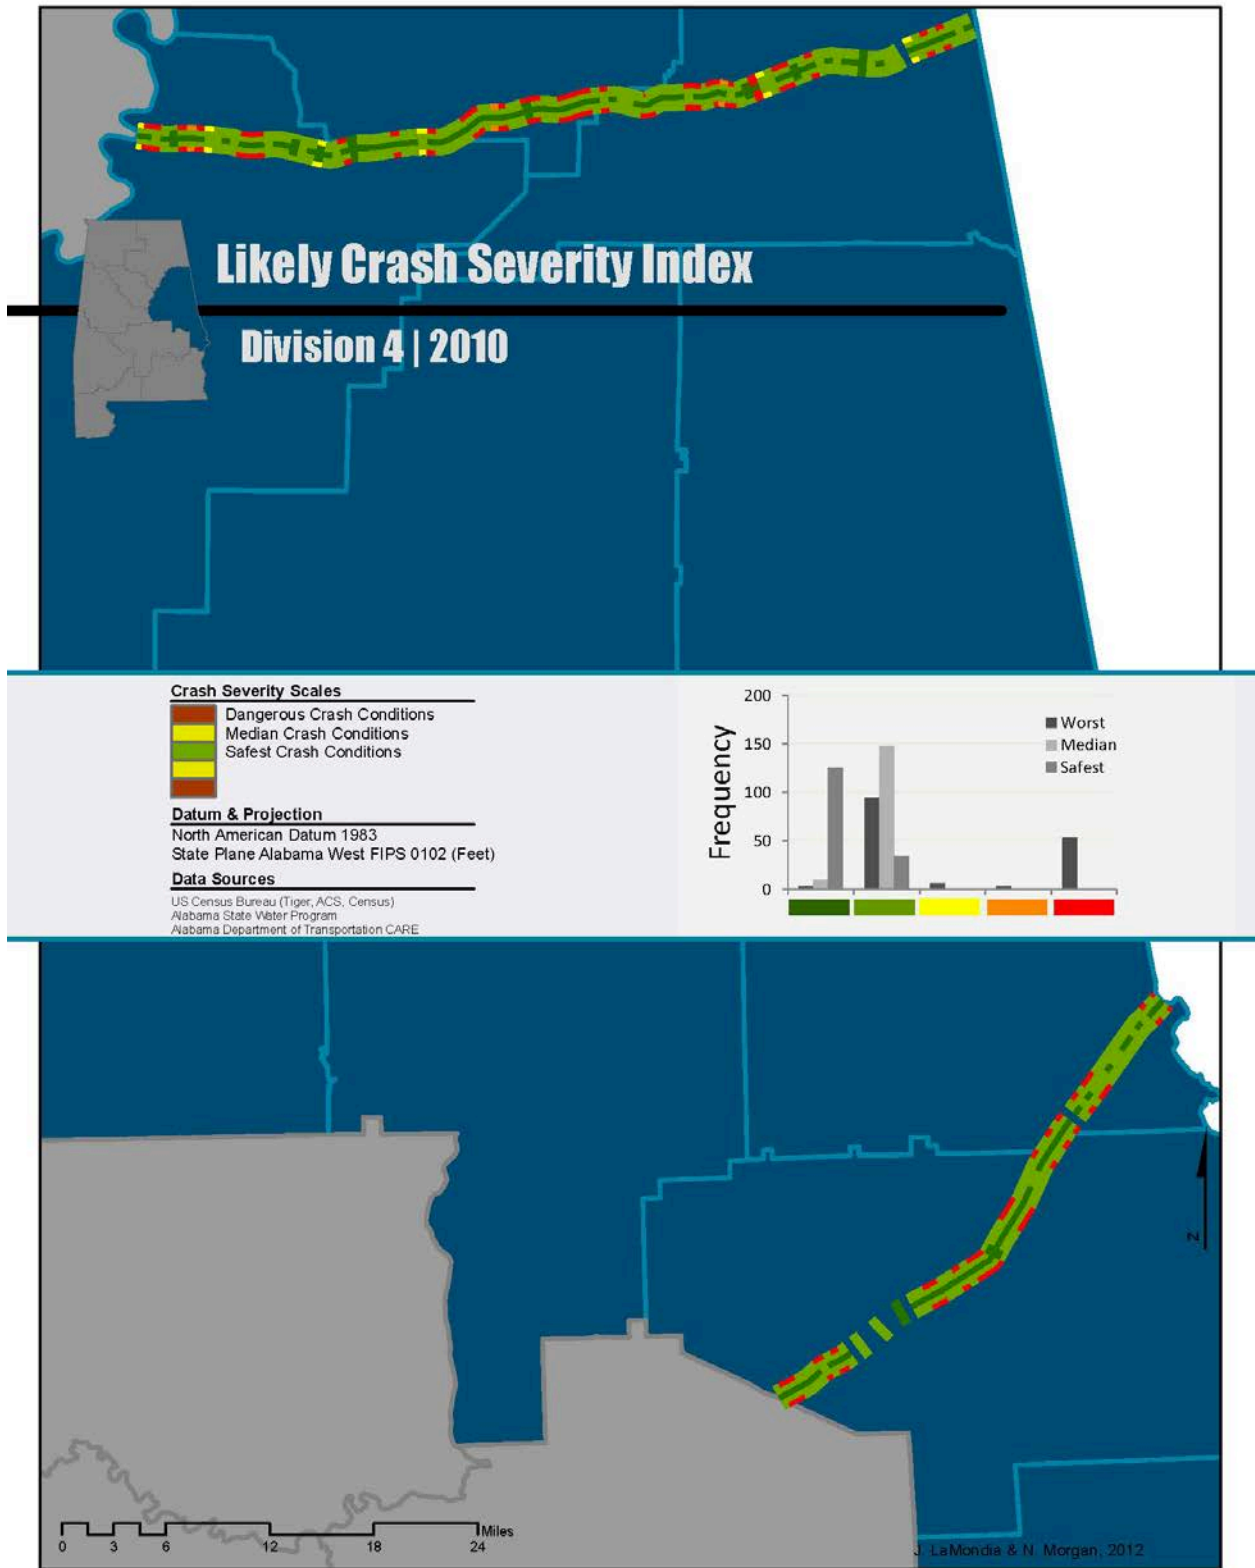 Likely Crash Severity Index
Division 4 | 2010
Crash Severity Scales
Dangerous Crash Conditions
Median Crash Conditions
Safest Crash Conditions
Datum & Projection
North American Datum 1983
State Plane Alabama West FIPS 0102 (Feet)
Data Sources
US Census Bureau (Tiger, ACS, Census)
Alabama State Water Program
Alabama Department of Transportation CARE
Frequency
200
150
100
50
0
Worst
Median
Safest
N
Miles
0 3 6 12 18 24
J. LaMondia & N. Morgan, 2012